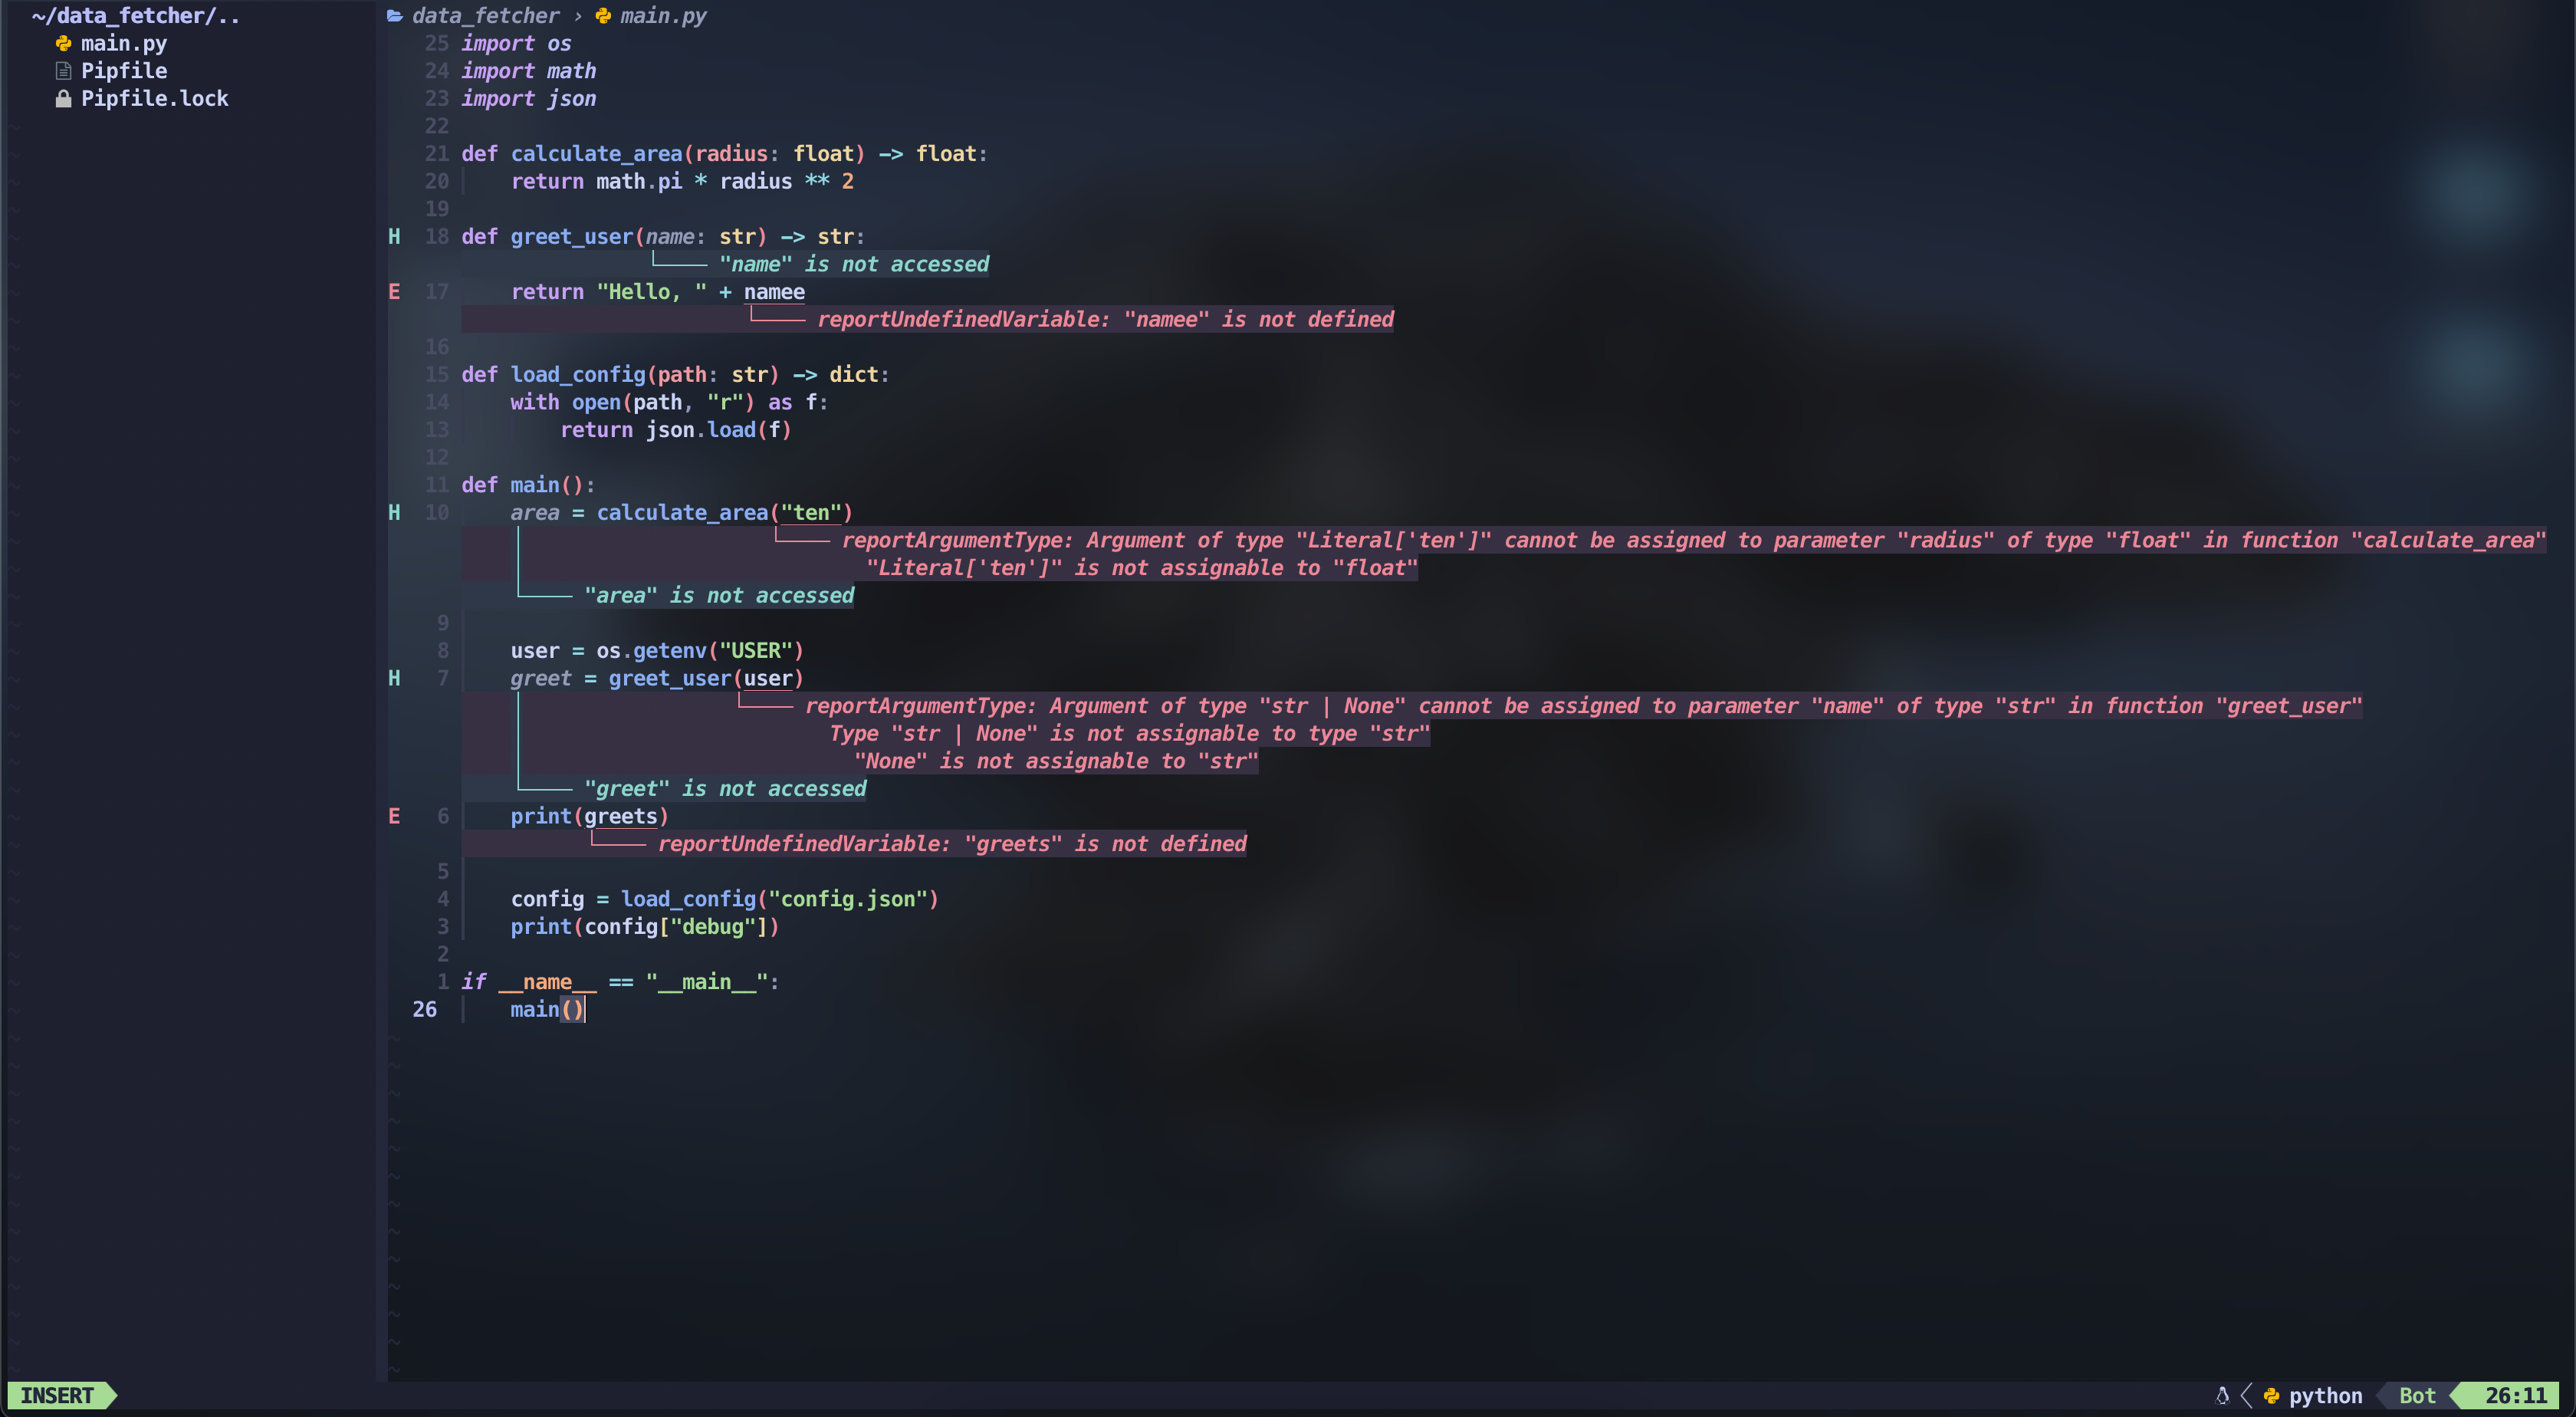 ~/data_fetcher/..
main.py
Pipfile
Pipfile.lock
data_fetcher › main.py
25 import os
24 import math
23 import json
22
21 def calculate_area(radius: float) -> float:
20     return math.pi * radius ** 2
19
H 18 def greet_user(name: str) -> str:
"name" is not accessed
E 17     return "Hello, " + namee
reportUndefinedVariable: "namee" is not defined
16
15 def load_config(path: str) -> dict:
14     with open(path, "r") as f:
13         return json.load(f)
12
11 def main():
H 10     area = calculate_area("ten")
reportArgumentType: Argument of type "Literal['ten']" cannot be assigned to parameter "radius" of type "float" in function "calculate_area"
"Literal['ten']" is not assignable to "float"
"area" is not accessed
9
8     user = os.getenv("USER")
H 7     greet = greet_user(user)
reportArgumentType: Argument of type "str | None" cannot be assigned to parameter "name" of type "str" in function "greet_user"
Type "str | None" is not assignable to type "str"
"None" is not assignable to "str"
"greet" is not accessed
E 6     print(greets)
reportUndefinedVariable: "greets" is not defined
5
4     config = load_config("config.json")
3     print(config["debug"])
2
1 if __name__ == "__main__":
26     main()
INSERT
python Bot 26:11